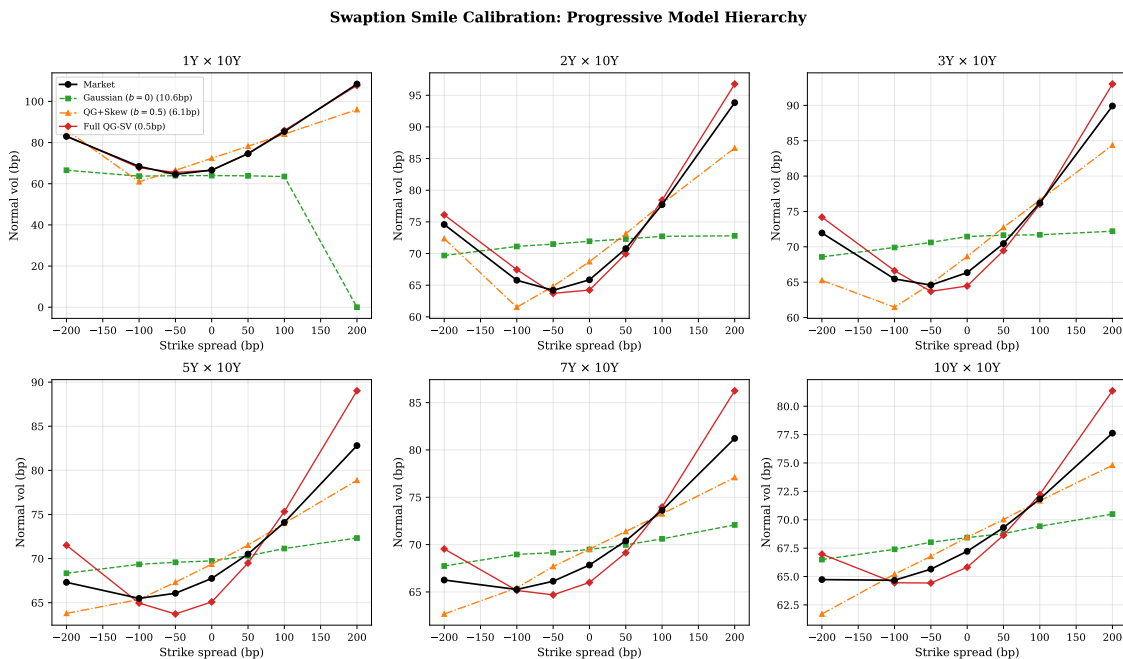 Swaption Smile Calibration: Progressive Model Hierarchy
1Y × 10Y
Normal vol (bp)
100
80
60
40
20
0
Market
Gaussian (b = 0) (10.6bp)
QG+Skew (b = 0.5) (6.1bp)
Full QG-SV (0.5bp)
−200 −150 −100 −50 0 50 100 150 200
Strike spread (bp)
2Y × 10Y
Normal vol (bp)
95
90
85
80
75
70
65
60
−200 −150 −100 −50 0 50 100 150 200
Strike spread (bp)
3Y × 10Y
Normal vol (bp)
90
85
80
75
70
65
60
−200 −150 −100 −50 0 50 100 150 200
Strike spread (bp)
5Y × 10Y
Normal vol (bp)
90
85
80
75
70
65
−200 −150 −100 −50 0 50 100 150 200
Strike spread (bp)
7Y × 10Y
Normal vol (bp)
85
80
75
70
65
−200 −150 −100 −50 0 50 100 150 200
Strike spread (bp)
10Y × 10Y
Normal vol (bp)
80.0
77.5
75.0
72.5
70.0
67.5
65.0
62.5
−200 −150 −100 −50 0 50 100 150 200
Strike spread (bp)